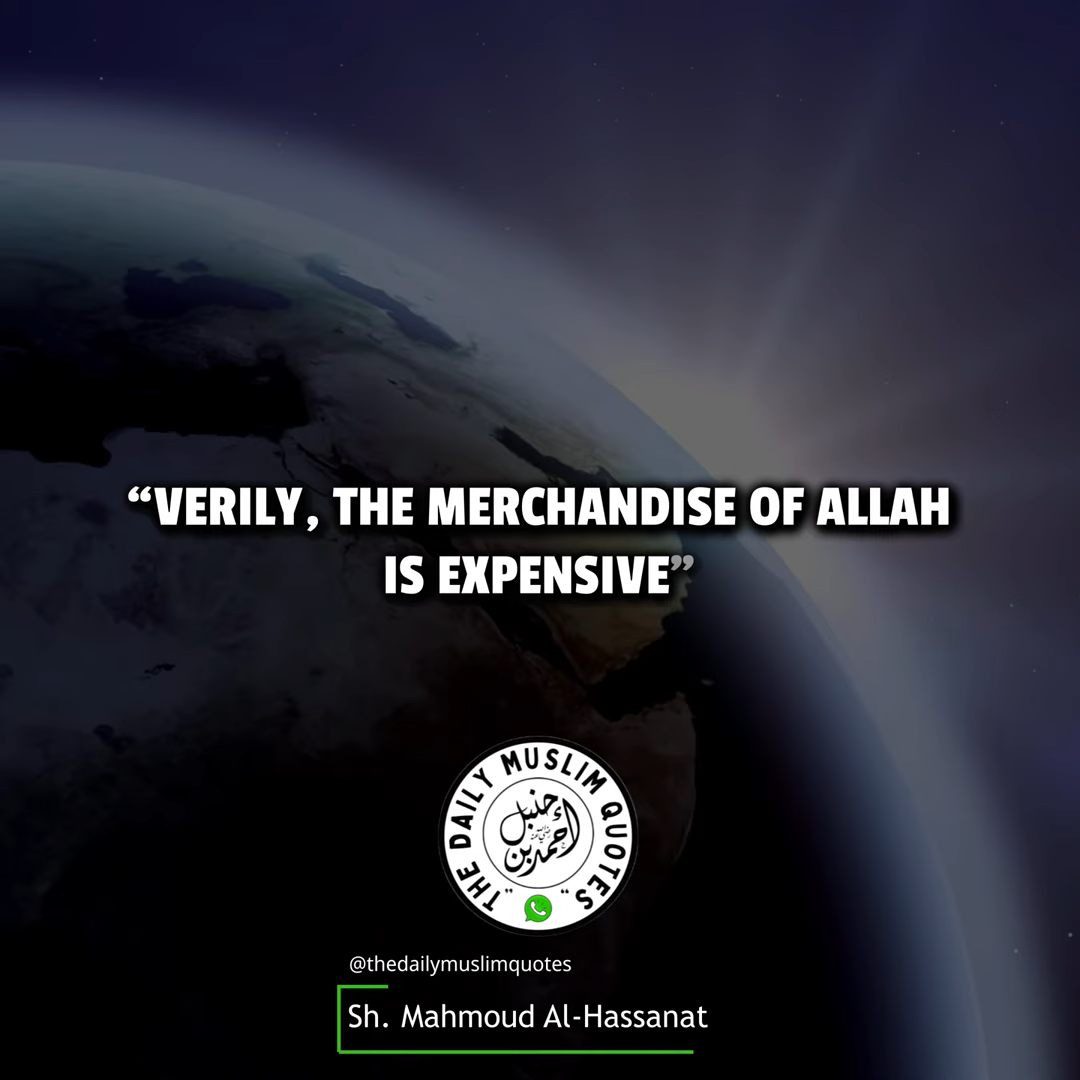 “VERILY, THE MERCHANDISE OF ALLAH
IS EXPENSIVE”
THE DAILY MUSLIM QUOTES
أحمد بن حنبل
@thedailymuslimquotes
Sh. Mahmoud Al-Hassanat